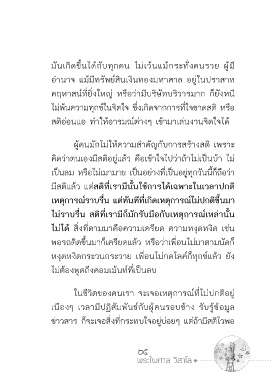 มันเกิดขึ้นได้กับทุกคน ไม่เว้นแม้กระทั่งคนรวย ผู้มี
อำนาจ แม้มีทรัพย์สินเงินทองมหาศาล อยู่ในปราสาท
คฤหาสน์ที่ยิ่งใหญ่ หรือว่ามีบริษัทบริวารมาก ก็ยังหนี
ไม่พ้นความทุกข์ในจิตใจ ซึ่งเกิดจากการที่ใจขาดสติ หรือ
สติอ่อนแอ ทำให้อารมณ์ต่างๆ เข้ามาเล่นงานจิตใจได้
ผู้คนมักไม่ให้ความสำคัญกับการสร้างสติ เพราะ
คิดว่าตนเองมีสติอยู่แล้ว คือเข้าใจไปว่าถ้าไม่เป็นบ้า ไม่
เป็นลม หรือไม่เมามาย เป็นอย่างที่เป็นอยู่ทุกวันนี้ก็ถือว่า
มีสติแล้ว แต่สติที่เรามีนั้นใช้การได้เฉพาะในเวลาปกติ
เหตุการณ์ราบรื่น แต่ทันทีที่เกิดเหตุการณ์ไม่ปกติขึ้นมา
ไม่ราบรื่น สติที่เรามีก็มักรับมือกับเหตุการณ์เหล่านั้น
ไม่ได้ สิ่งที่ตามมาคือความเครียด ความหงุดหงิด เช่น
พอรถติดขึ้นมาก็เครียดแล้ว หรือว่าเพื่อนไม่มาตามนัดก็
หงุดหงิดกระวนกระวาย เพื่อนไม่กดไลค์ก็ทุกข์แล้ว ยัง
ไม่ต้องพูดถึงคอมเม้นท์ที่เป็นลบ
ในชีวิตของคนเรา จะเจอเหตุการณ์ที่ไม่ปกติอยู่
เนืองๆ เวลามีปฏิสัมพันธ์กับผู้คนรอบข้าง รับรู้ข้อมูล
ข่าวสาร ก็จะเจอสิ่งที่กระทบใจอยู่บ่อยๆ แต่ถ้ามีสติไวพอ
๖๕
พระไพศาล วิสาโล